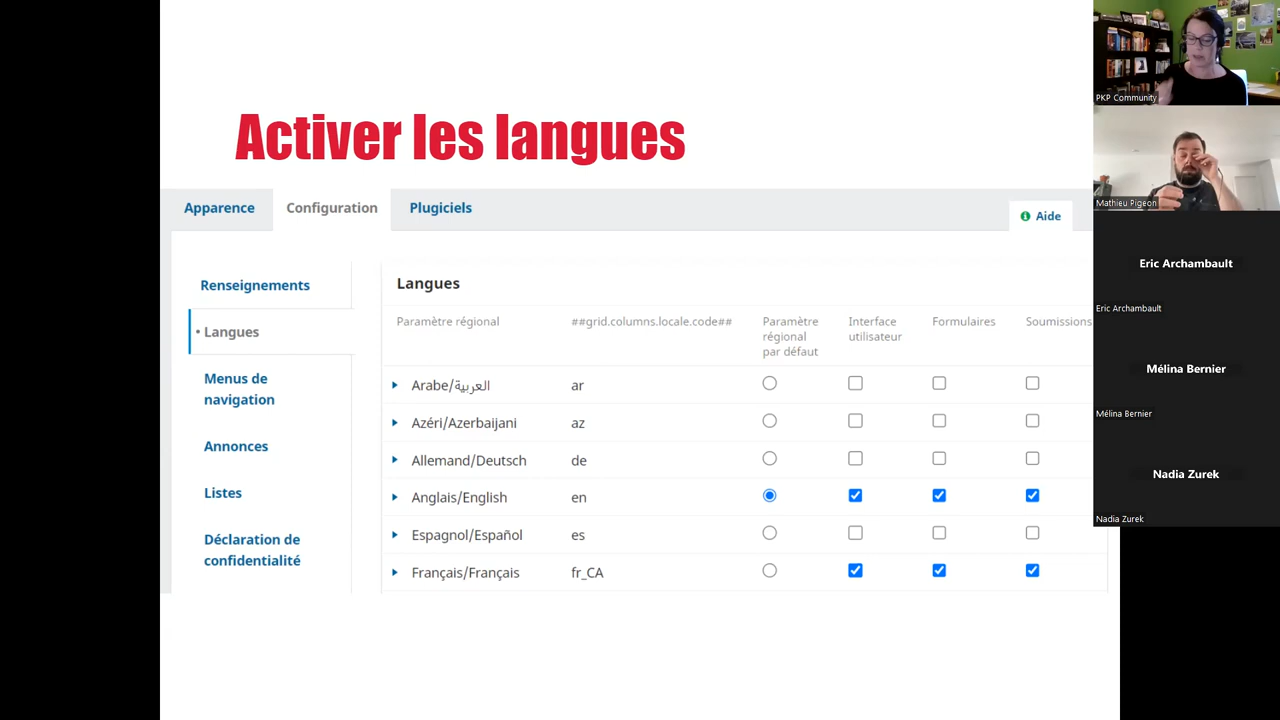 Activer les langues
Apparence
Configuration
Plugiciels
Aide
Renseignements
• Langues
Menus de
navigation
Annonces
Listes
Déclaration de
confidentialité
Langues
Paramètre régional
##grid.columns.locale.code##
Paramètre
régional
par défaut
Interface
utilisateur
Formulaires
Soumissions
Arabe/العربية ar
Azéri/Azerbaijani az
Allemand/Deutsch de
Anglais/English en
Espagnol/Español es
Français/Français fr_CA
PKP Community
Mathieu Pigeon
Eric Archambault
Eric Archambault
Mélina Bernier
Mélina Bernier
Nadia Zurek
Nadia Zurek